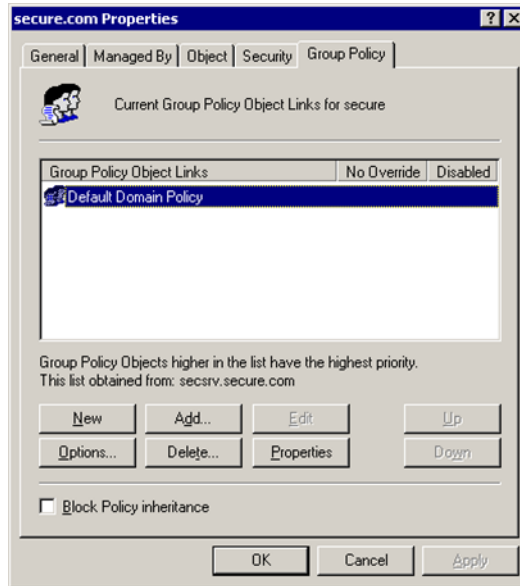 secure.com Properties
General Managed By Object Security Group Policy
Current Group Policy Object Links for secure
Group Policy Object Links No Override Disabled
Default Domain Policy
Group Policy Objects higher in the list have the highest priority.
This list obtained from: secsrv.secure.com
New Add... Edit Up
Options... Delete... Properties Down
Block Policy inheritance
OK Cancel Apply